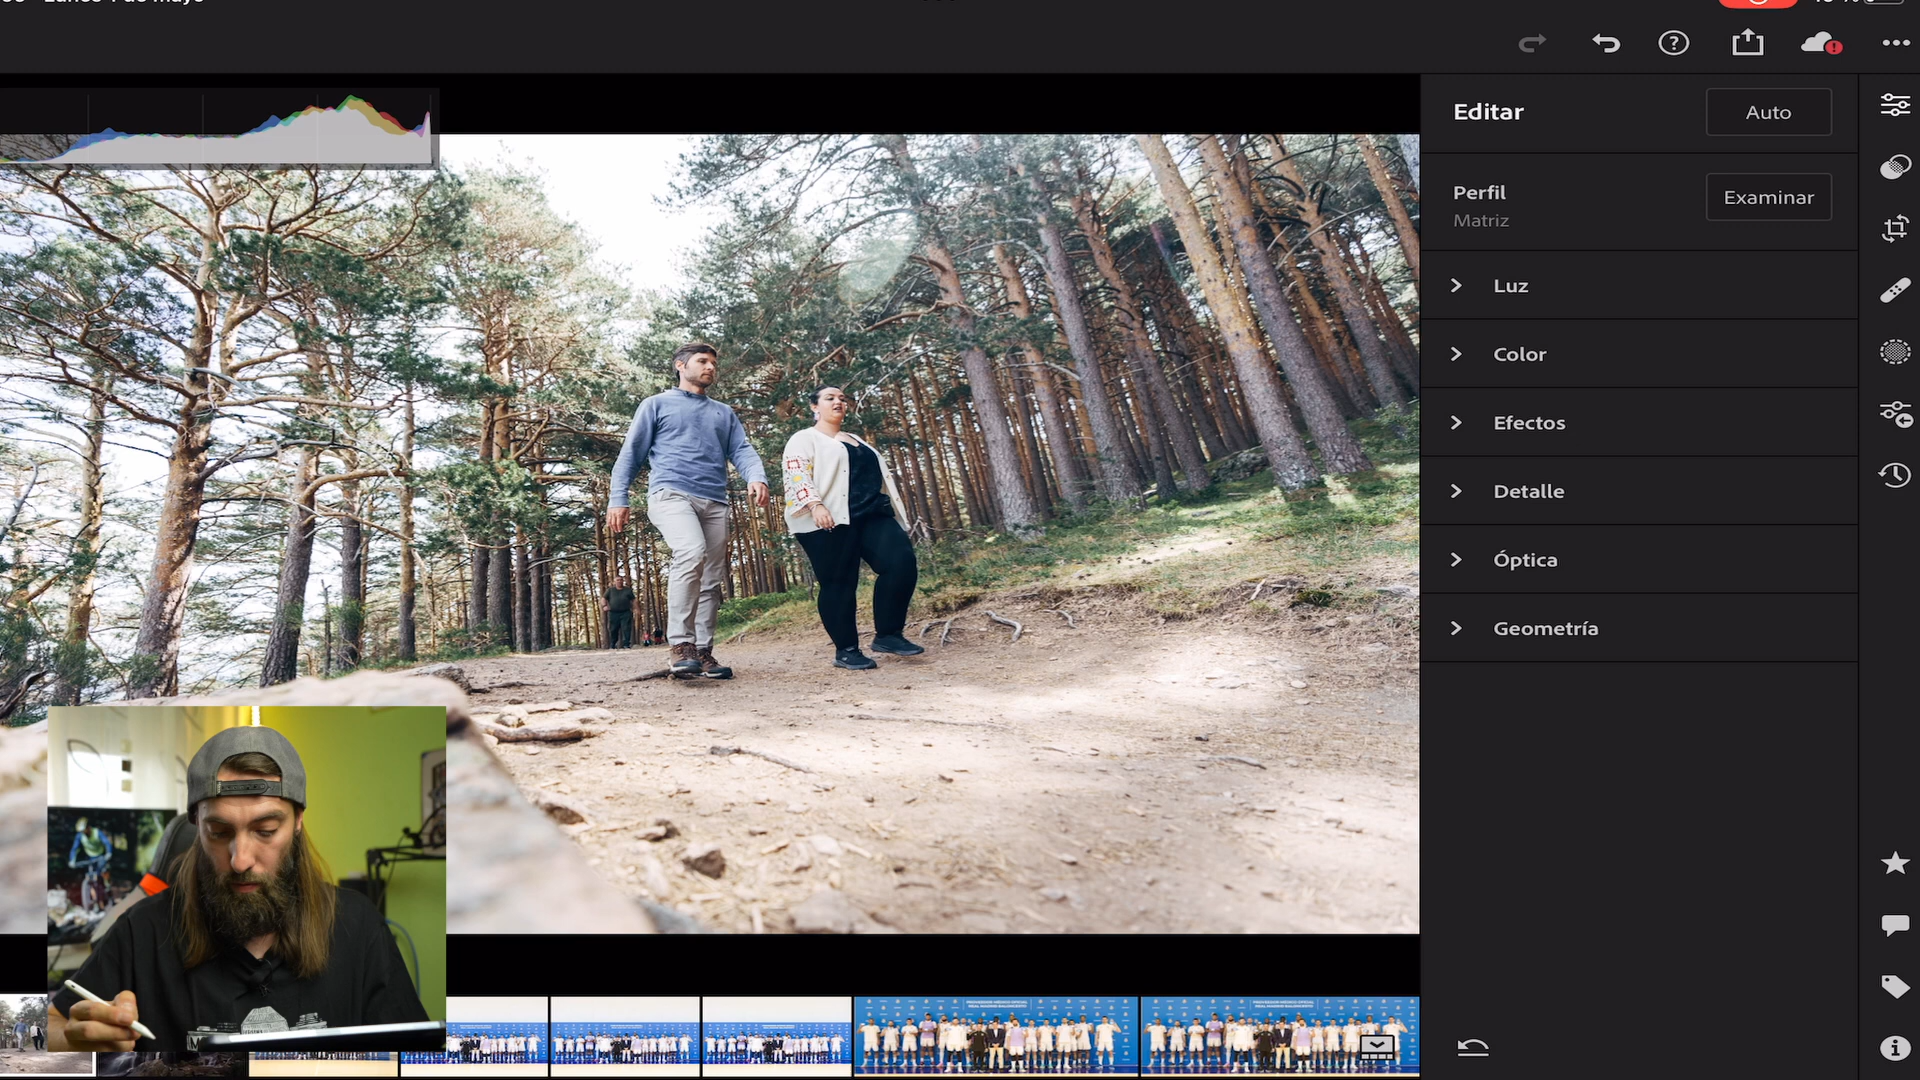 Editar
Auto
Perfil
Matriz
Examinar
Luz
Color
Efectos
Detalle
Óptica
Geometría